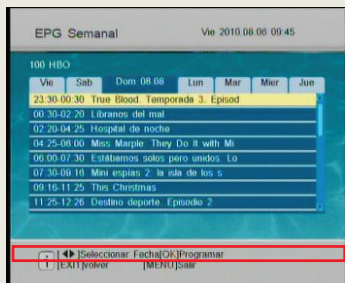 EPG Semanal
Vie 2010.08.06 09:45
100 HBO
Vie Sab Dom 08.08 Lun Mar Mier Jue
23:30-00:30 True Blood. Temporada 3. Episod
00:30-02:20 Líbranos del mal
02:20-04:25 Hospital de noche
04:25-06:00 Miss Marple: They Do It with Mi
06:00-07:30 Estábamos solos pero unidos. Lo
07:30-09:16 Mini espías 2: la isla de los s
09:16-11:25 This Christmas
11:25-12:26 Destino deporte. Episodio 2
i [◀▶]Seleccionar Fecha[OK]Programar
[EXIT]Volver [MENU]Salir